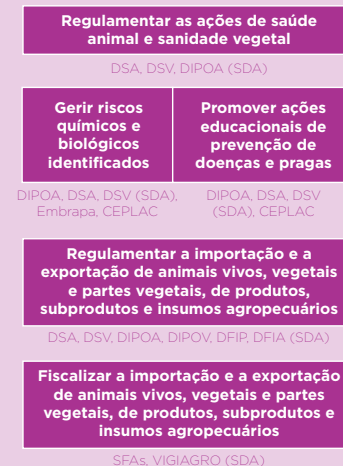 Regulamentar as ações de saúde
animal e sanidade vegetal
DSA, DSV, DIPOA (SDA)
Gerir riscos
químicos e
biológicos
identificados
DIPOA, DSA, DSV (SDA),
Embrapa, CEPLAC
Promover ações
educacionais de
prevenção de
doenças e pragas
DIPOA, DSA, DSV
(SDA), CEPLAC
Regulamentar a importação e a
exportação de animais vivos, vegetais
e partes vegetais, de produtos,
subprodutos e insumos agropecuários
DSA, DSV, DIPOA, DIPOV, DFIP, DFIA (SDA)
Fiscalizar a importação e a exportação
de animais vivos, vegetais e partes
vegetais, de produtos, subprodutos e
insumos agropecuários
SFAs, VIGIAGRO (SDA)